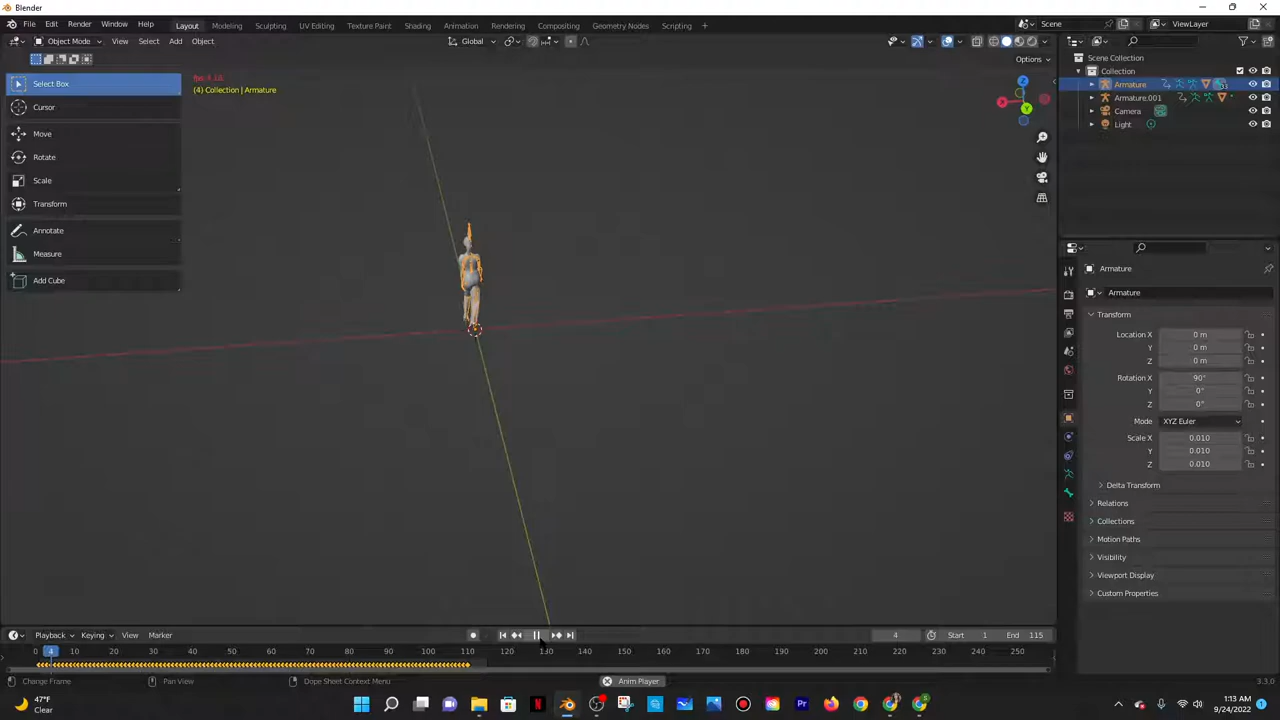 Blender
File Edit Render Window Help Layout Modeling Sculpting UV Editing Texture Paint Shading Animation Rendering Compositing Geometry Nodes Scripting + Scene ViewLayer
Object Mode View Select Add Object Global
Options
Select Box
(4) Collection | Armature
Cursor
Move
Rotate
Scale
Transform
Annotate
Measure
Add Cube
X
Y
Z
Scene Collection
Collection
Armature
Armature.001
Camera
Light
Armature
Armature
Transform
Location X 0 m
Y 0 m
Z 0 m
Rotation X 90°
Y 0°
Z 0°
Mode XYZ Euler
Scale X 0.010
Y 0.010
Z 0.010
Delta Transform
Relations
Collections
Motion Paths
Visibility
Viewport Display
Custom Properties
Playback Keying View Marker 4 Start 1 End 115
0 4 10 20 30 40 50 60 70 80 90 100 110 120 130 140 150 160 170 180 190 200 210 220 230 240 250
Change Frame Pan View Dope Sheet Context Menu Anim Player 3.3.0
47°F
Clear
1:13 AM
9/24/2022